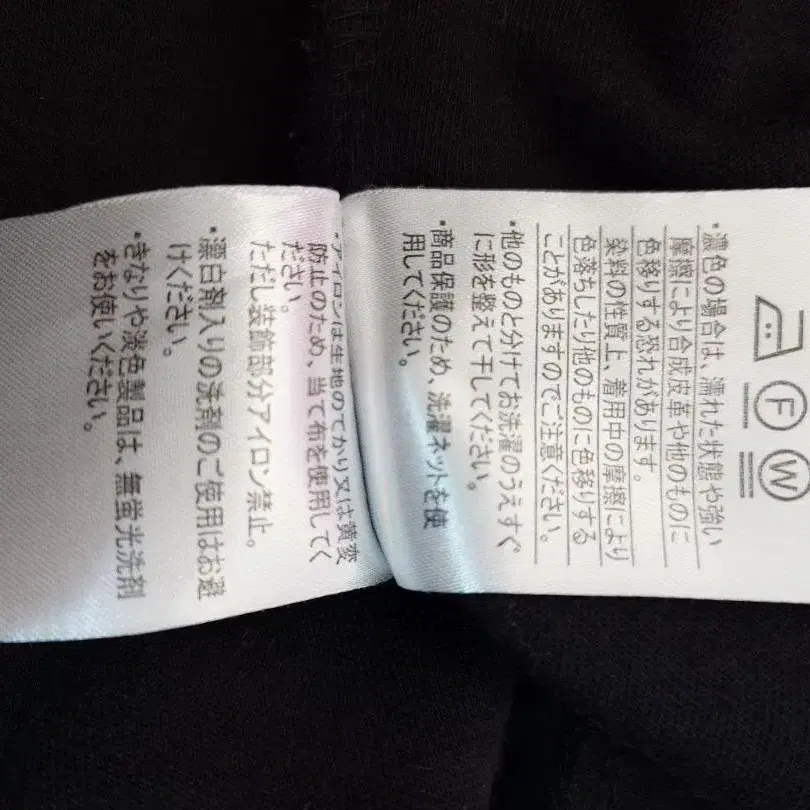 F
W
・濃色の場合は、濡れた状態や強い
摩擦により合成皮革や他のものに
色移りする恐れがあります。
染料の性質上、着用中の摩擦により
色落ちしたり他のものに色移りする
ことがありますのでご注意ください。
・他のものと分けてお洗濯のうえすぐ
に形を整えて干してください。
・商品保護のため、洗濯ネットを使
用してください。
・アイロンは生地のてかり又は黄変
防止のため、当て布を使用してく
ださい。
ただし装飾部分アイロン禁止。
・漂白剤入りの洗剤のご使用はお避
けください。
・きなりや淡色製品は、無蛍光洗剤
をお使いください。